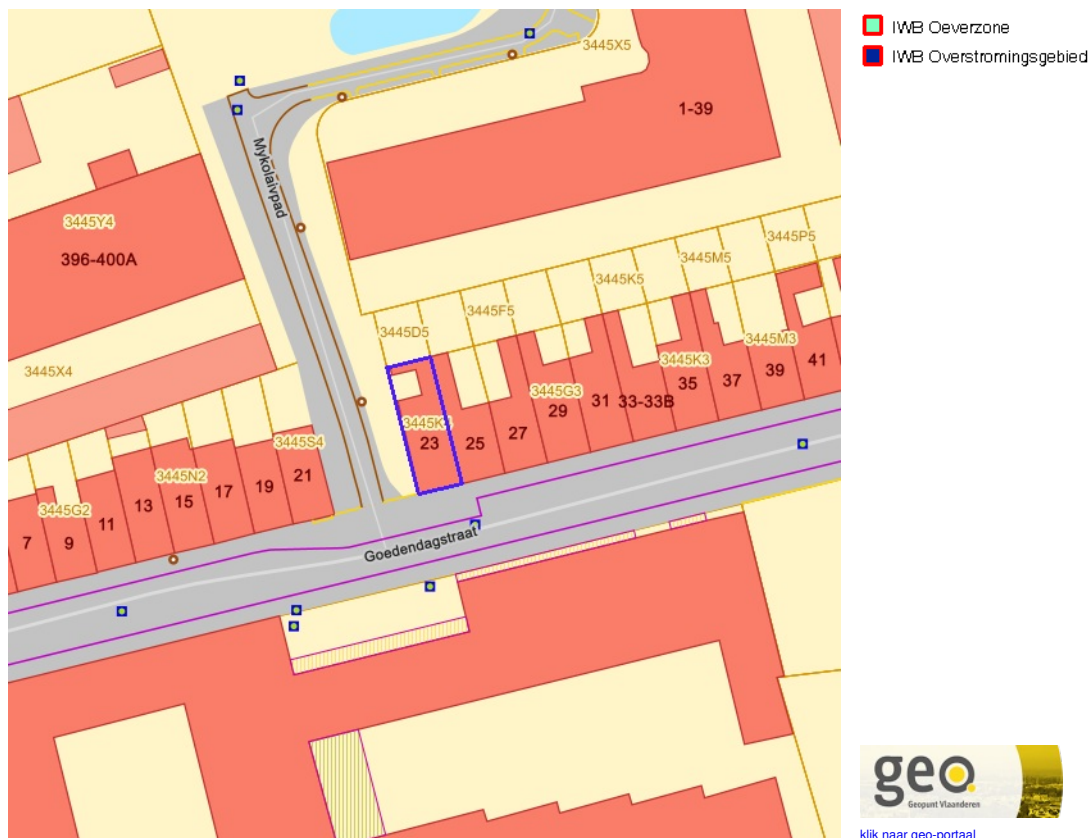 IWB Oeverzone
IWB Overstromingsgebied
3445X5
1-39
Mykolaivpad
3445Y4
396-400A
3445P5
3445M5
3445K5
3445F5
3445D5
3445X4
3445M3
3445K3
3445G3
41
39
37
35
33-33B
31
29
27
25
23
3445S4
21
19
17
3445N2
15
13
3445G2
11
9
7
Goedendagstraat
geo
Geopunt Vlaanderen
klik naar geo-portaal